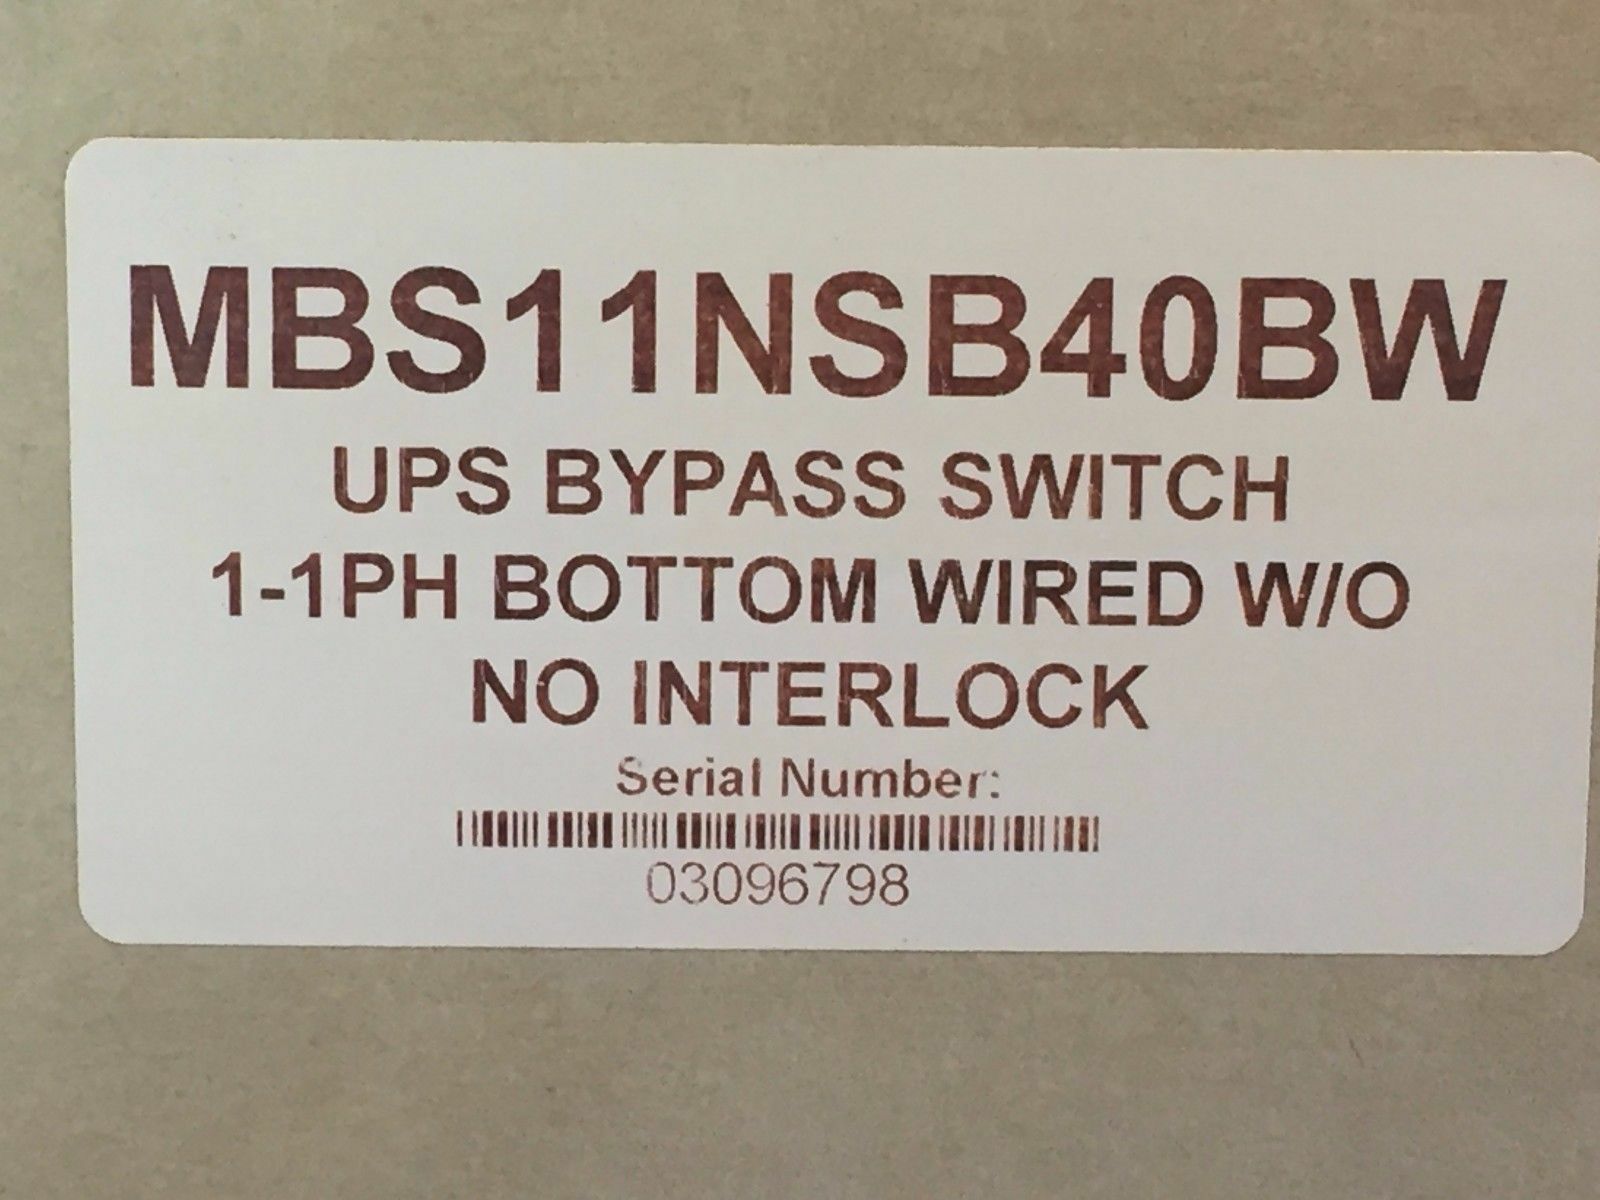 MBS11NSB40BW
UPS BYPASS SWITCH
1-1PH BOTTOM WIRED W/O
NO INTERLOCK
Serial Number:
03096798